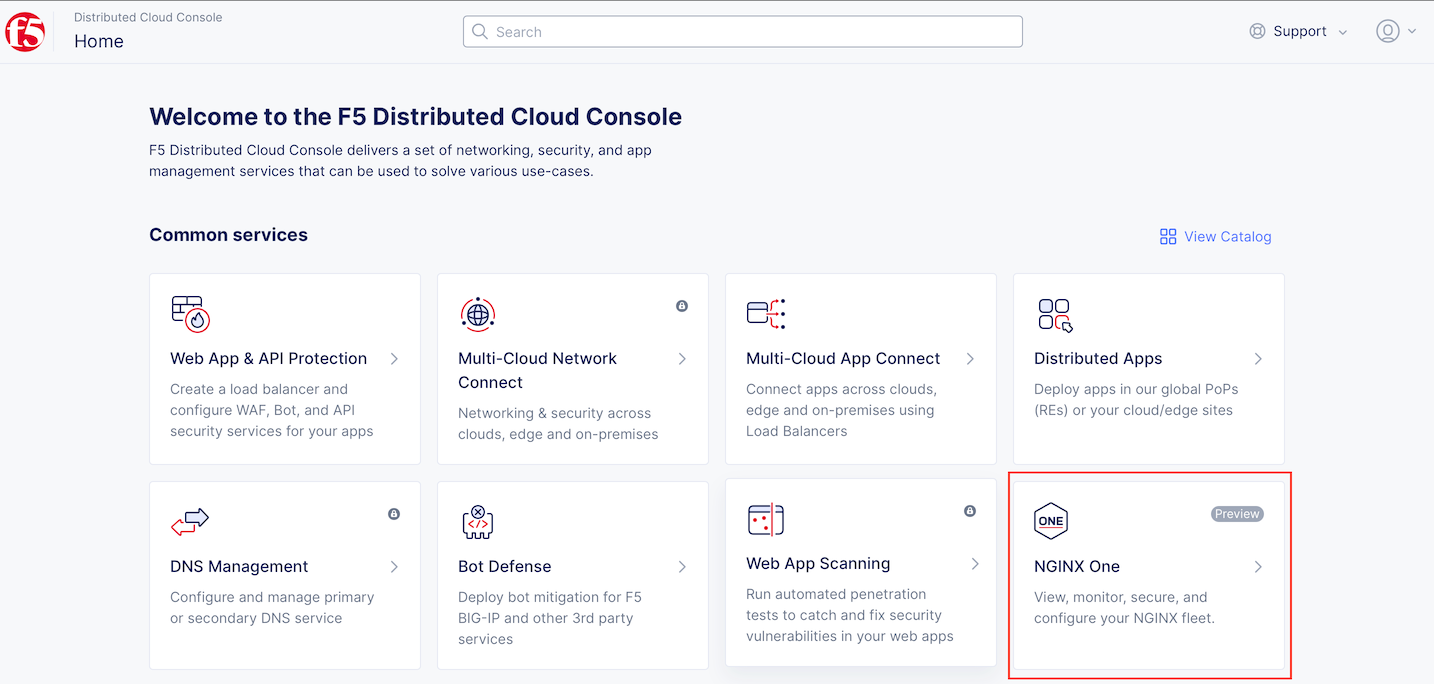 f5
Distributed Cloud Console
Home
Search
Support
Welcome to the F5 Distributed Cloud Console
F5 Distributed Cloud Console delivers a set of networking, security, and app
management services that can be used to solve various use-cases.
Common services
View Catalog
Web App & API Protection
Create a load balancer and
configure WAF, Bot, and API
security services for your apps
Multi-Cloud Network
Connect
Networking & security across
clouds, edge and on-premises
Multi-Cloud App Connect
Connect apps across clouds,
edge and on-premises using
Load Balancers
Distributed Apps
Deploy apps in our global PoPs
(REs) or your cloud/edge sites
DNS Management
Configure and manage primary
or secondary DNS service
Bot Defense
Deploy bot mitigation for F5
BIG-IP and other 3rd party
services
Web App Scanning
Run automated penetration
tests to catch and fix security
vulnerabilities in your web apps
ONE
Preview
NGINX One
View, monitor, secure, and
configure your NGINX fleet.